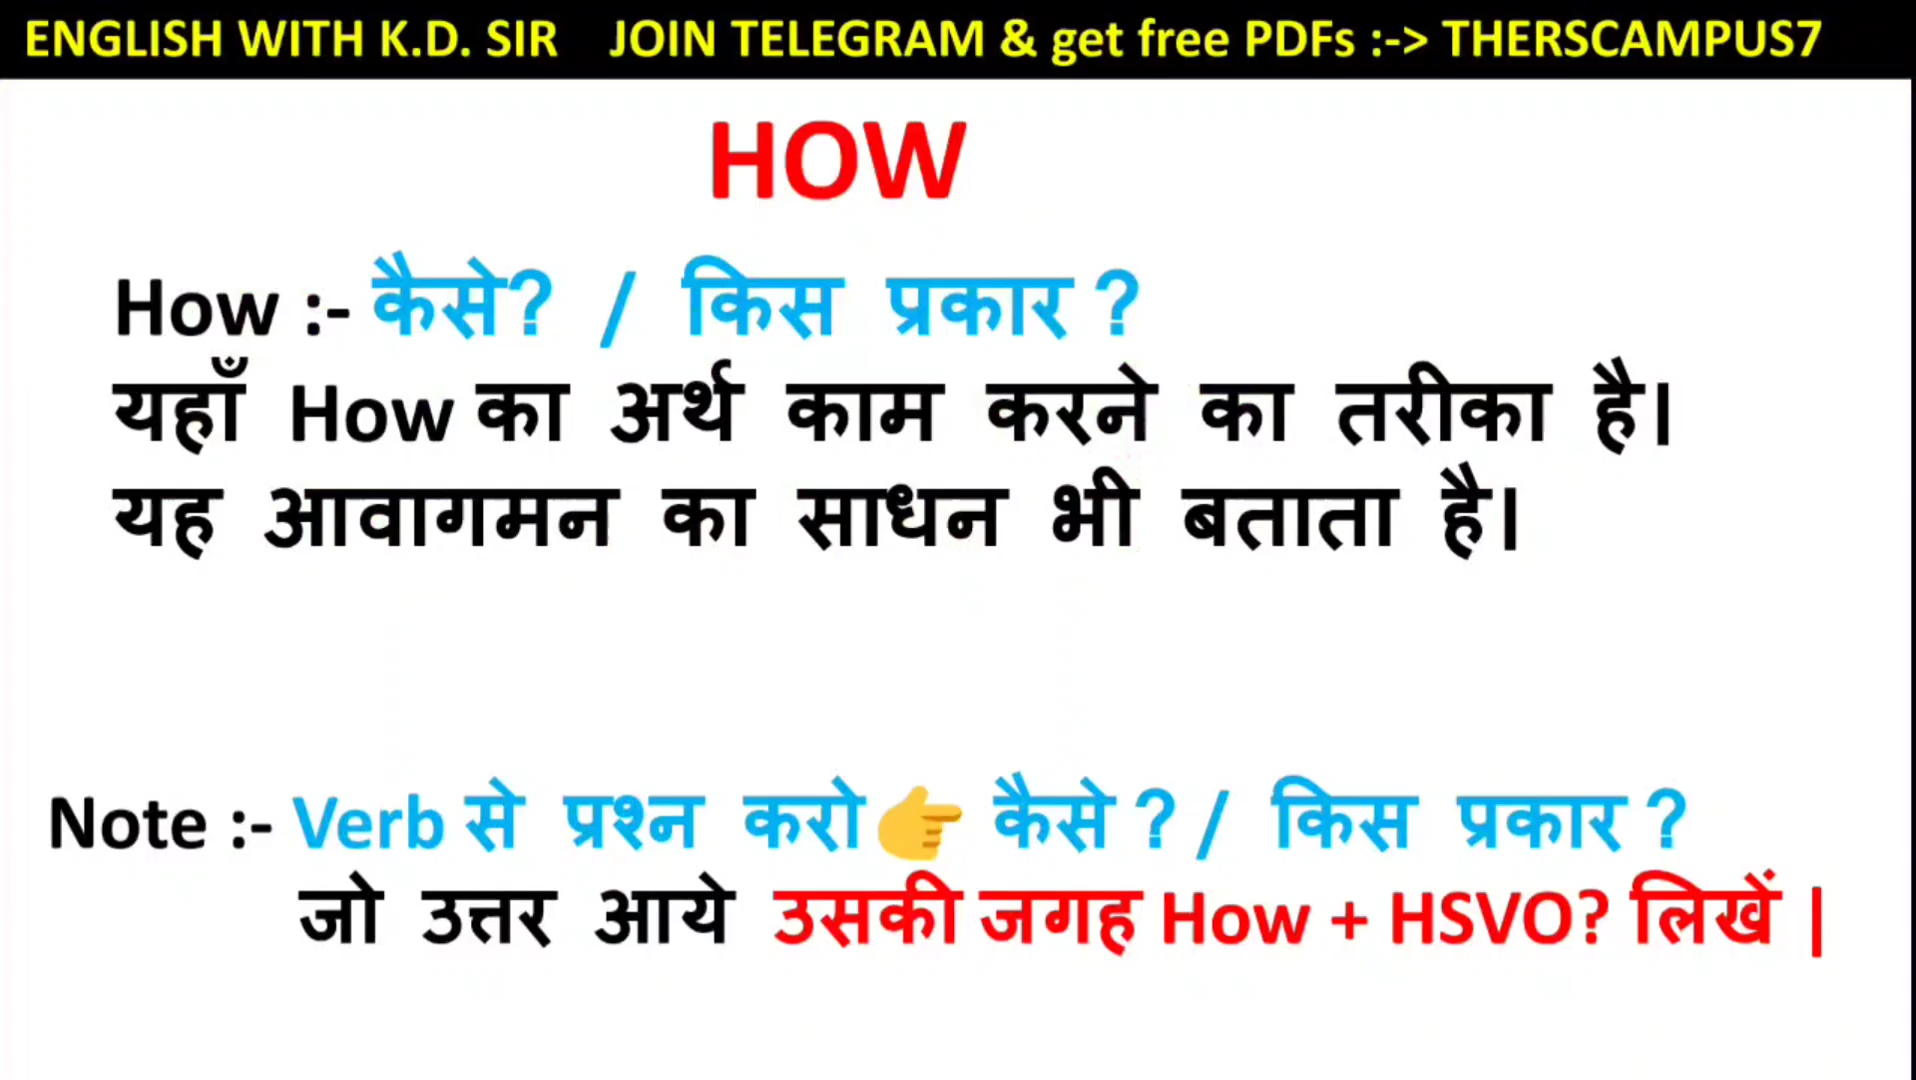 ENGLISH WITH K.D. SIR JOIN TELEGRAM & get free PDFs :-> THERSCAMPUS7
HOW
How :- कैसे? / किस प्रकार ?
यहाँ How का अर्थ काम करने का तरीका है।
यह आवागमन का साधन भी बताता है।
Note :- Verb से प्रश्न करो👉 कैसे ? / किस प्रकार ?
जो उत्तर आये उसकी जगह How + HSVO? लिखें |